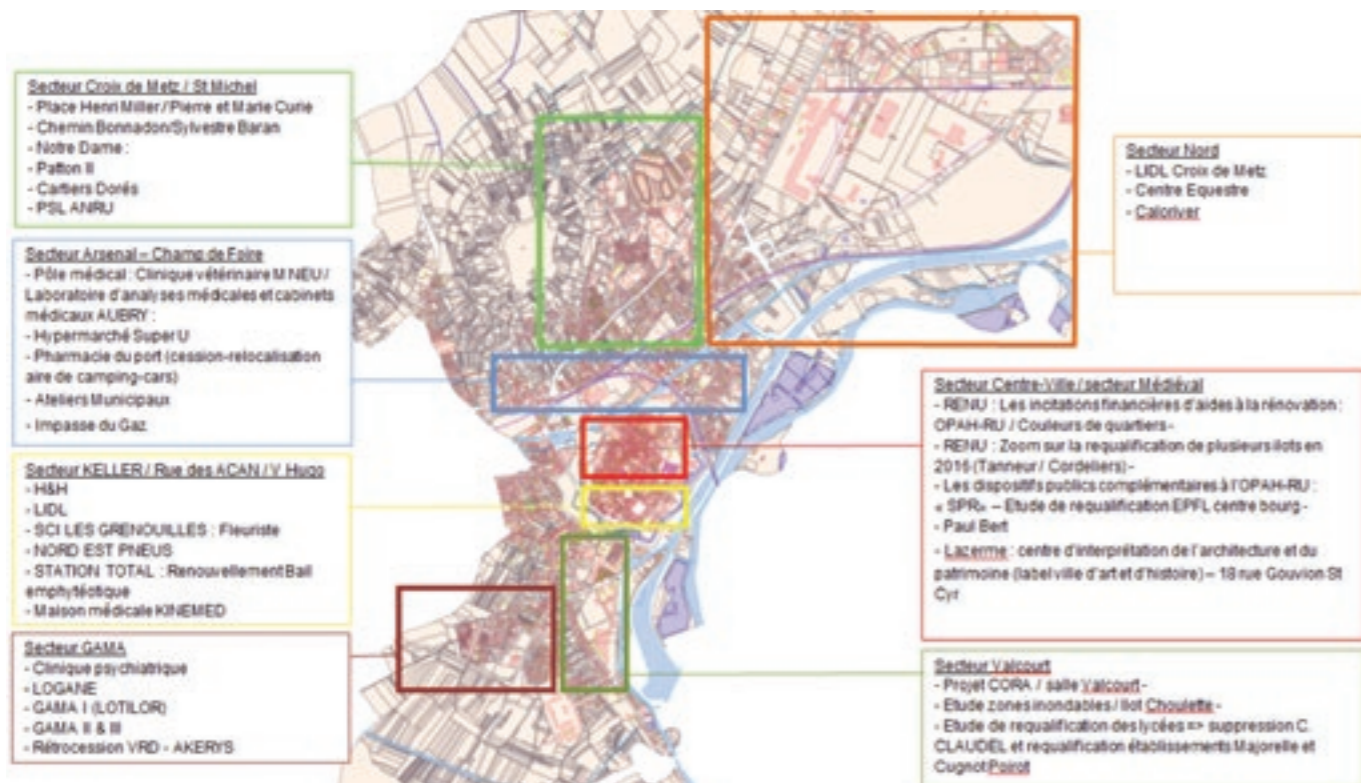 Secteur Croix de Metz / St Michel
- Place Henri Miller / Pierre et Marie Curie
- Chemin Bonnadon/Sylvestre Baran
- Notre Dame :
- Patton II
- Cartiers Dorés
- PSL ANRU
Secteur Arsenal – Champ de Foire
- Pôle médical : Clinique vétérinaire M NEU /
Laboratoire d'analyses médicales et cabinets
médicaux AUBRY :
- Hypermarché Super U
- Pharmacie du port (cession-relocalisation
aire de camping-cars)
- Ateliers Municipaux
- Impasse du Gaz
Secteur KELLER / Rue des ACAN / V Hugo
- H&H
- LIDL
- SCI LES GRENOUILLES : Fleuriste
- NORD EST PNEUS
- STATION TOTAL : Renouvellement Bail
emphytéotique
- Maison médicale KINEMED
Secteur GAMA
- Clinique psychiatrique
- LOGANE
- GAMA I (LOTILOR)
- GAMA II & III
- Rétrocession VRD - AKERYS
Secteur Nord
- LIDL Croix de Metz
- Centre Equestre
- Caloriver
Secteur Centre-Ville / secteur Médiéval
- RENU : Les incitations financières d'aides à la rénovation :
OPAH-RU / Couleurs de quartiers -
- RENU : Zoom sur la requalification de plusieurs ilots en
2016 (Tanneur / Cordeliers) -
- Les dispositifs publics complémentaires à l'OPAH-RU :
« SPR» – Etude de requalification EPFL centre bourg -
- Paul Bert
- Lazerme : centre d'interprétation de l'architecture et du
patrimoine (label ville d'art et d'histoire) – 18 rue Gouvion St
Cyr
Secteur Valcourt
- Projet CORA / salle Valcourt -
- Etude zones inondables / Ilot Choulette -
- Etude de requalification des lycées => suppression C.
CLAUDEL et requalification établissements Majorelle et
Cugnot Poirot